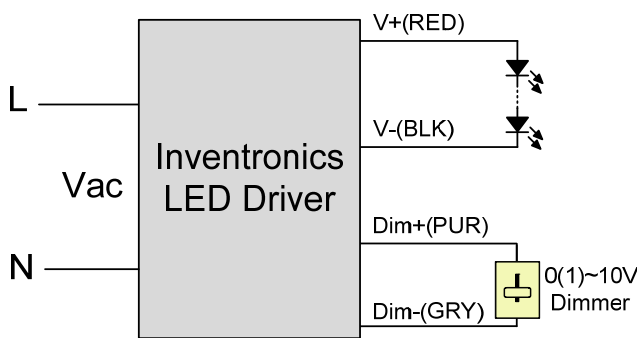 V+(RED)
L
V-(BLK)
Inventronics
LED Driver
Vac
Dim+(PUR)
N
0(1)~10V
Dimmer
Dim-(GRY)